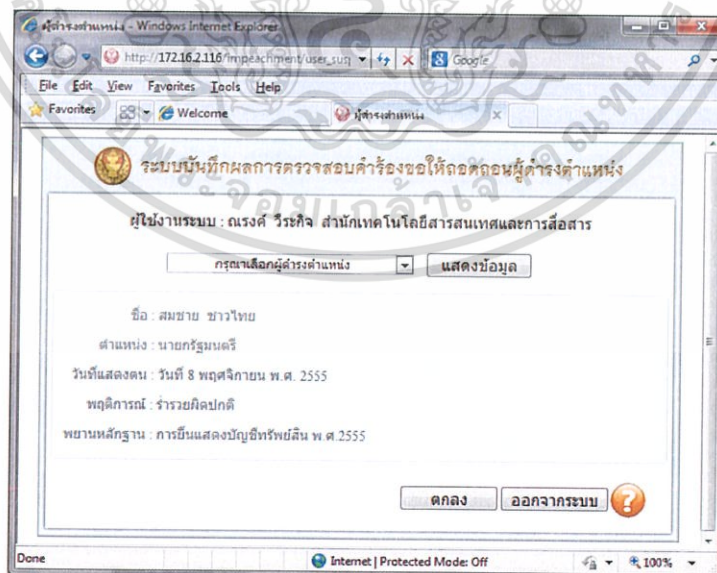 ผู้ดำรงตำแหน่ง - Windows Internet Explorer
http://172.16.2.116/impeachment/user_susp
Google
File Edit View Favorites Tools Help
Favorites Welcome ผู้ดำรงตำแหน่ง
ระบบบันทึกผลการตรวจสอบคำร้องขอให้ถอดถอนผู้ดำรงตำแหน่ง
ผู้ใช้งานระบบ : ณรงค์ วีระกิจ สำนักเทคโนโลยีสารสนเทศและการสื่อสาร
กรุณาเลือกผู้ดำรงตำแหน่ง แสดงข้อมูล
ชื่อ : สมชาย ชาวไทย
ตำแหน่ง : นายกรัฐมนตรี
วันที่แสดงตน : วันที่ 8 พฤศจิกายน พ.ศ. 2555
พฤติการณ์ : ร่ำรวยผิดปกติ
พยานหลักฐาน : การยื่นแสดงบัญชีทรัพย์สิน พ.ศ.2555
ตกลง ออกจากระบบ ?
Done Internet | Protected Mode: Off 100%